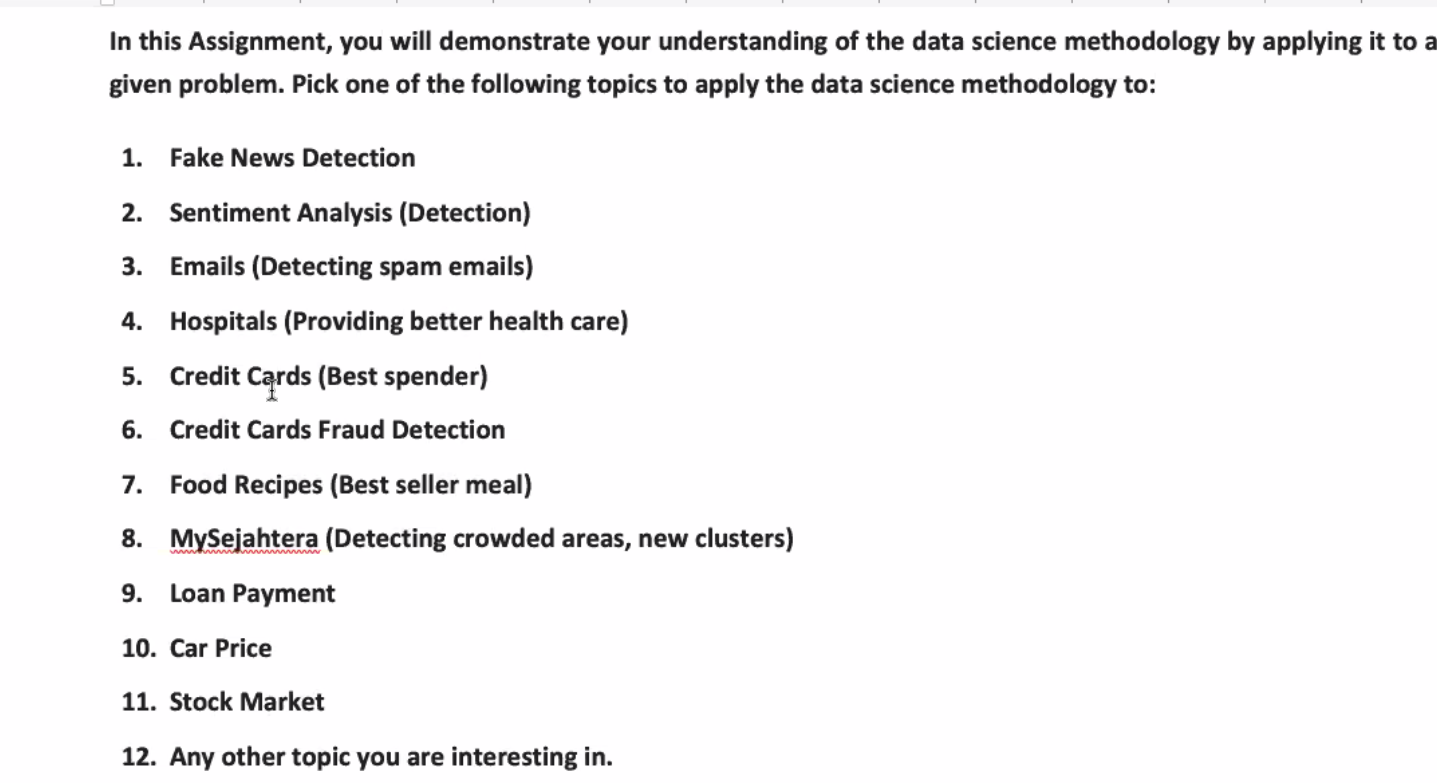 In this Assignment, you will demonstrate your understanding of the data science methodology by applying it to a
given problem. Pick one of the following topics to apply the data science methodology to:
1. Fake News Detection
2. Sentiment Analysis (Detection)
3. Emails (Detecting spam emails)
4. Hospitals (Providing better health care)
5. Credit Cards (Best spender)
6. Credit Cards Fraud Detection
7. Food Recipes (Best seller meal)
8. MySejahtera (Detecting crowded areas, new clusters)
9. Loan Payment
10. Car Price
11. Stock Market
12. Any other topic you are interesting in.